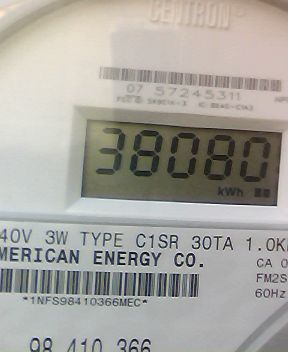 CENTRON®
07 57245311
38080
kWh
40V 3W TYPE C1SR 30TA 1.0K
MERICAN ENERGY CO.
CA 0
FM2S
60Hz
*1NFS98410366MEC*
98 410 366